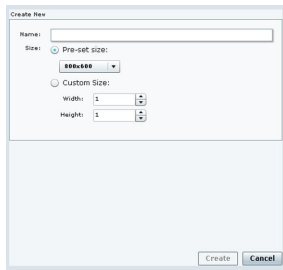 Create New
Name:
Size: Pre-set size:
800x600
Custom Size:
Width: 1
Height: 1
Create Cancel